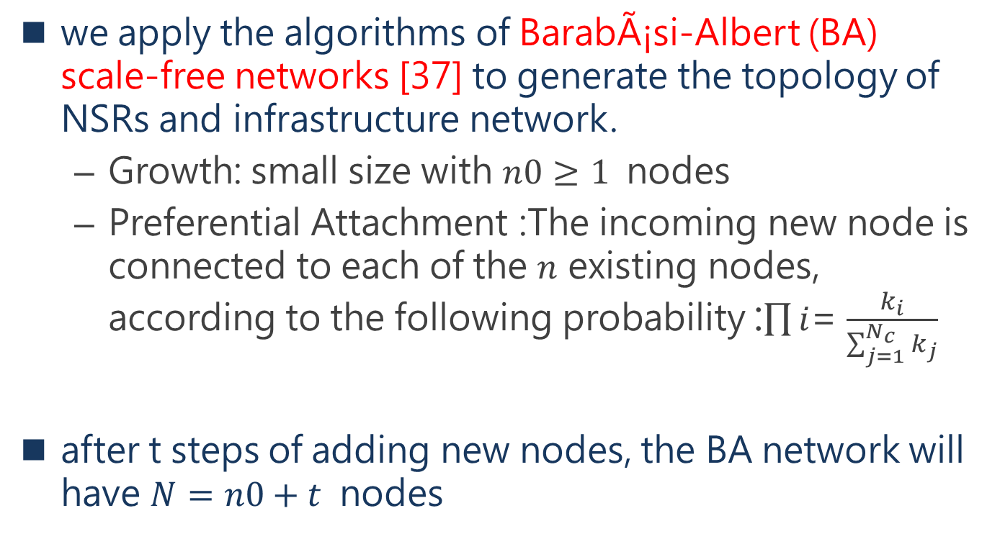 ■ we apply the algorithms of BarabÃ¡si-Albert (BA)
scale-free networks [37] to generate the topology of
NSRs and infrastructure network.
– Growth: small size with n0 ≥ 1 nodes
– Preferential Attachment :The incoming new node is
connected to each of the n existing nodes,
according to the following probability :∏ i = \frac{k_i}{\sum_{j=1}^{N_C} k_j}
■ after t steps of adding new nodes, the BA network will
have N = n0 + t nodes